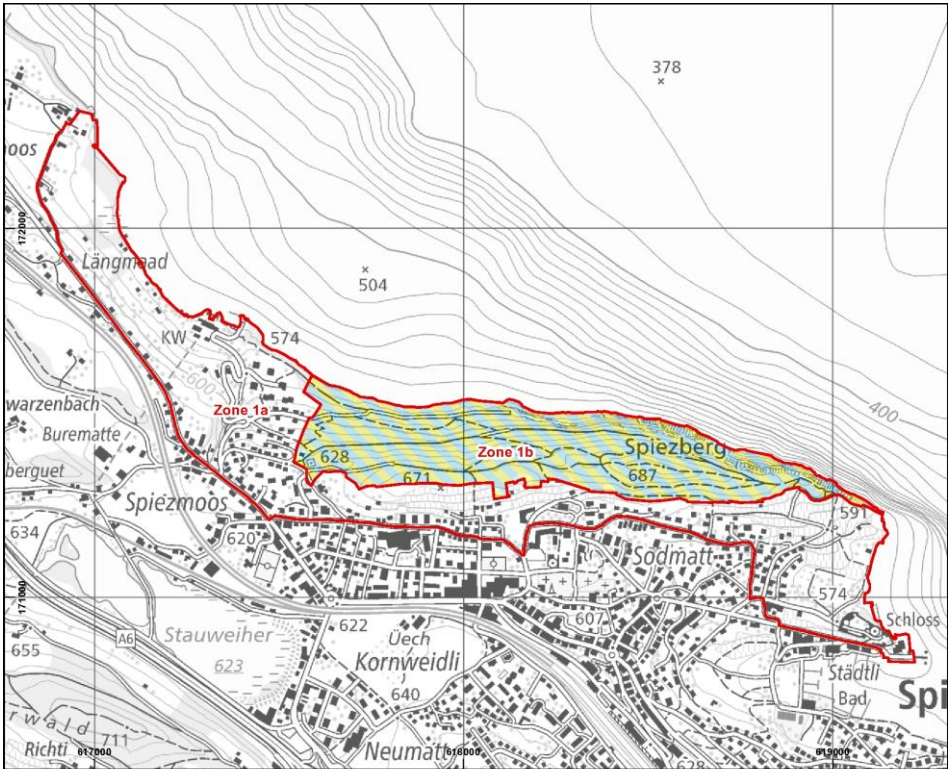 378
oos
172000
Längmaad
504
KW
574
600
warzenbach
Zone 1a
400
Burematte
Spiezberg
628
Zone 1b
berguet
671
687
Spiezmoos
591
634
620
Sodmatt
171000
574
A6
Stauweiher
622
607
Schloss
Üech
655
623
Kornweidli
Städtli
Bad
640
Spi
rwald
711
Richti
617000
Neumatt
618000
619000
628